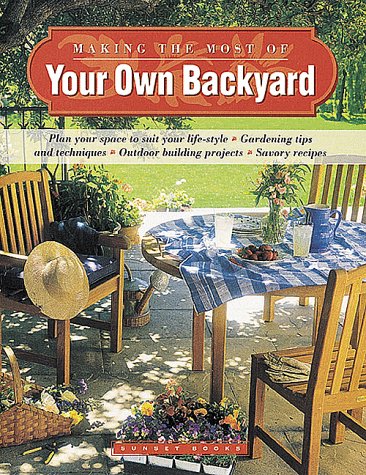 MAKING THE MOST OF
Your Own Backyard
Plan your space to suit your life-style ❧ Gardening tips
and techniques ❧ Outdoor building projects ❧ Savory recipes
SUNSET BOOKS